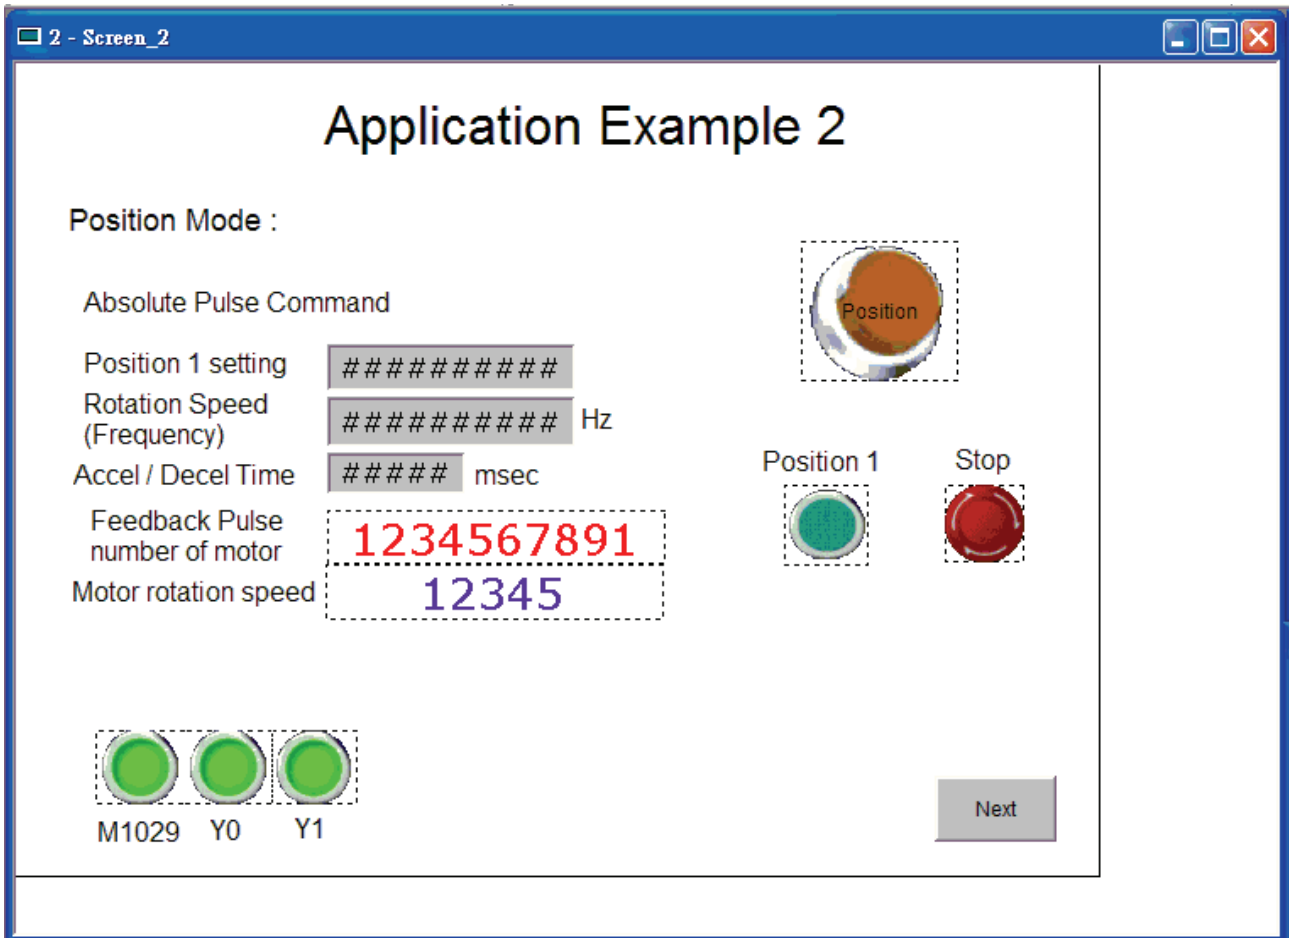 2 - Screen_2
Application Example 2
Position Mode :
Position
Absolute Pulse Command
Position 1 setting
##########
Rotation Speed
(Frequency)
########## Hz
Accel / Decel Time
##### msec
Position 1
Stop
Feedback Pulse
number of motor
1234567891
Motor rotation speed
12345
M1029
Y0
Y1
Next